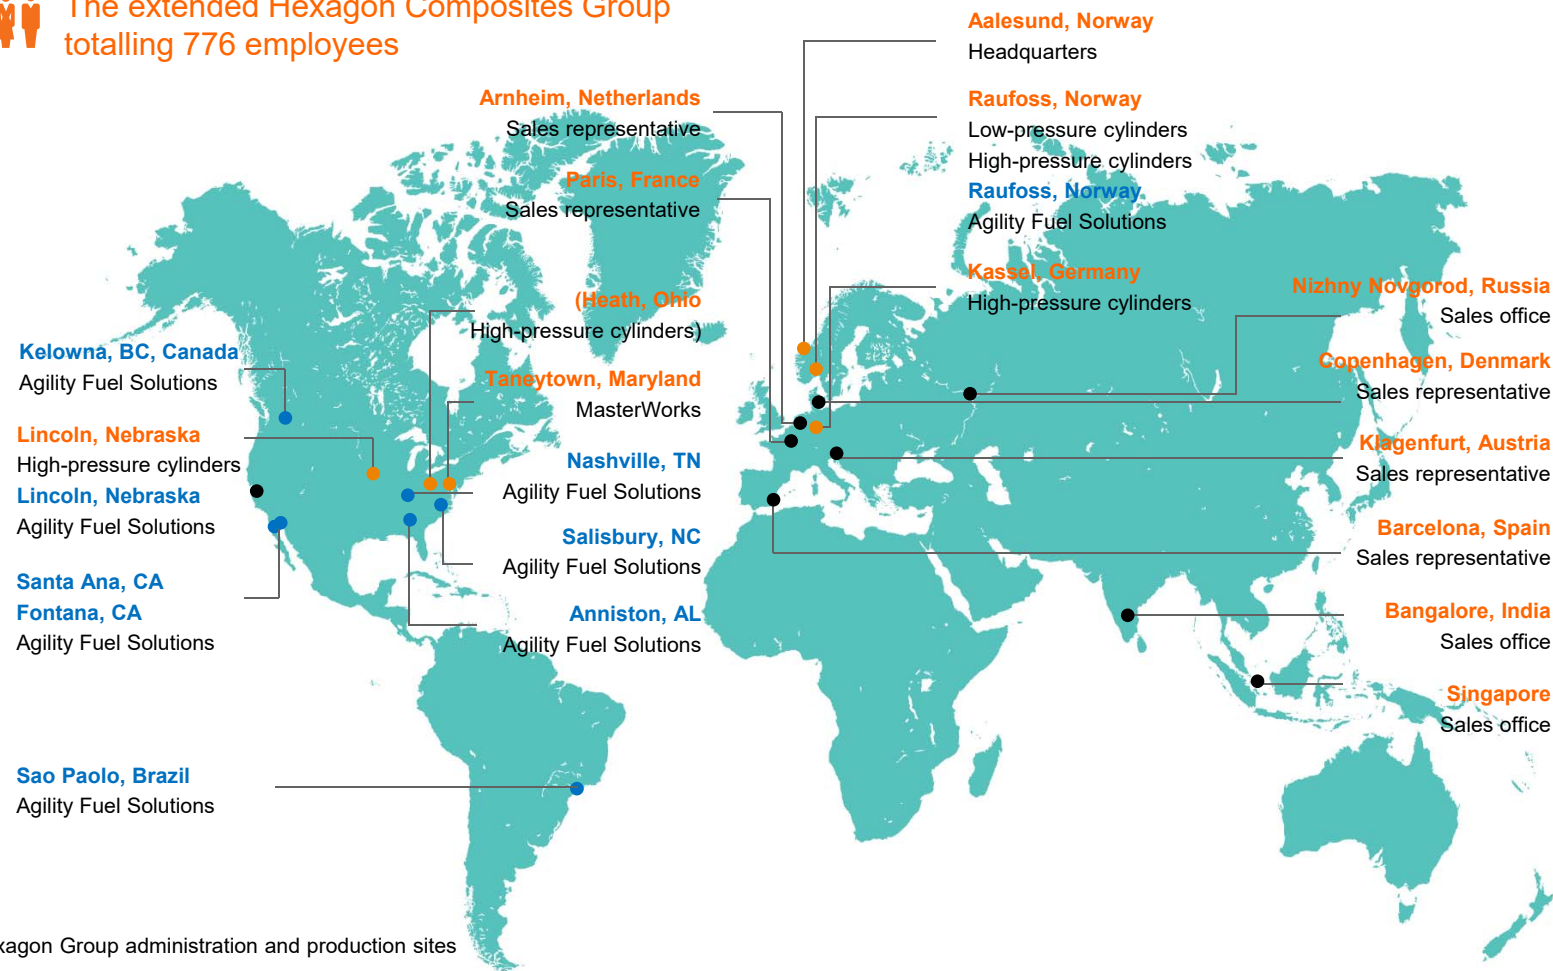 The extended Hexagon Composites Group
totalling 776 employees
Aalesund, Norway
Headquarters
Arnheim, Netherlands
Sales representative
Raufoss, Norway
Low-pressure cylinders
High-pressure cylinders
Raufoss, Norway
Agility Fuel Solutions
Paris, France
Sales representative
Kassel, Germany
High-pressure cylinders
(Heath, Ohio
High-pressure cylinders)
Nizhny Novgorod, Russia
Sales office
Kelowna, BC, Canada
Agility Fuel Solutions
Taneytown, Maryland
MasterWorks
Copenhagen, Denmark
Sales representative
Lincoln, Nebraska
High-pressure cylinders
Lincoln, Nebraska
Agility Fuel Solutions
Nashville, TN
Agility Fuel Solutions
Klagenfurt, Austria
Sales representative
Salisbury, NC
Agility Fuel Solutions
Barcelona, Spain
Sales representative
Santa Ana, CA
Fontana, CA
Agility Fuel Solutions
Anniston, AL
Agility Fuel Solutions
Bangalore, India
Sales office
Singapore
Sales office
Sao Paolo, Brazil
Agility Fuel Solutions
xagon Group administration and production sites